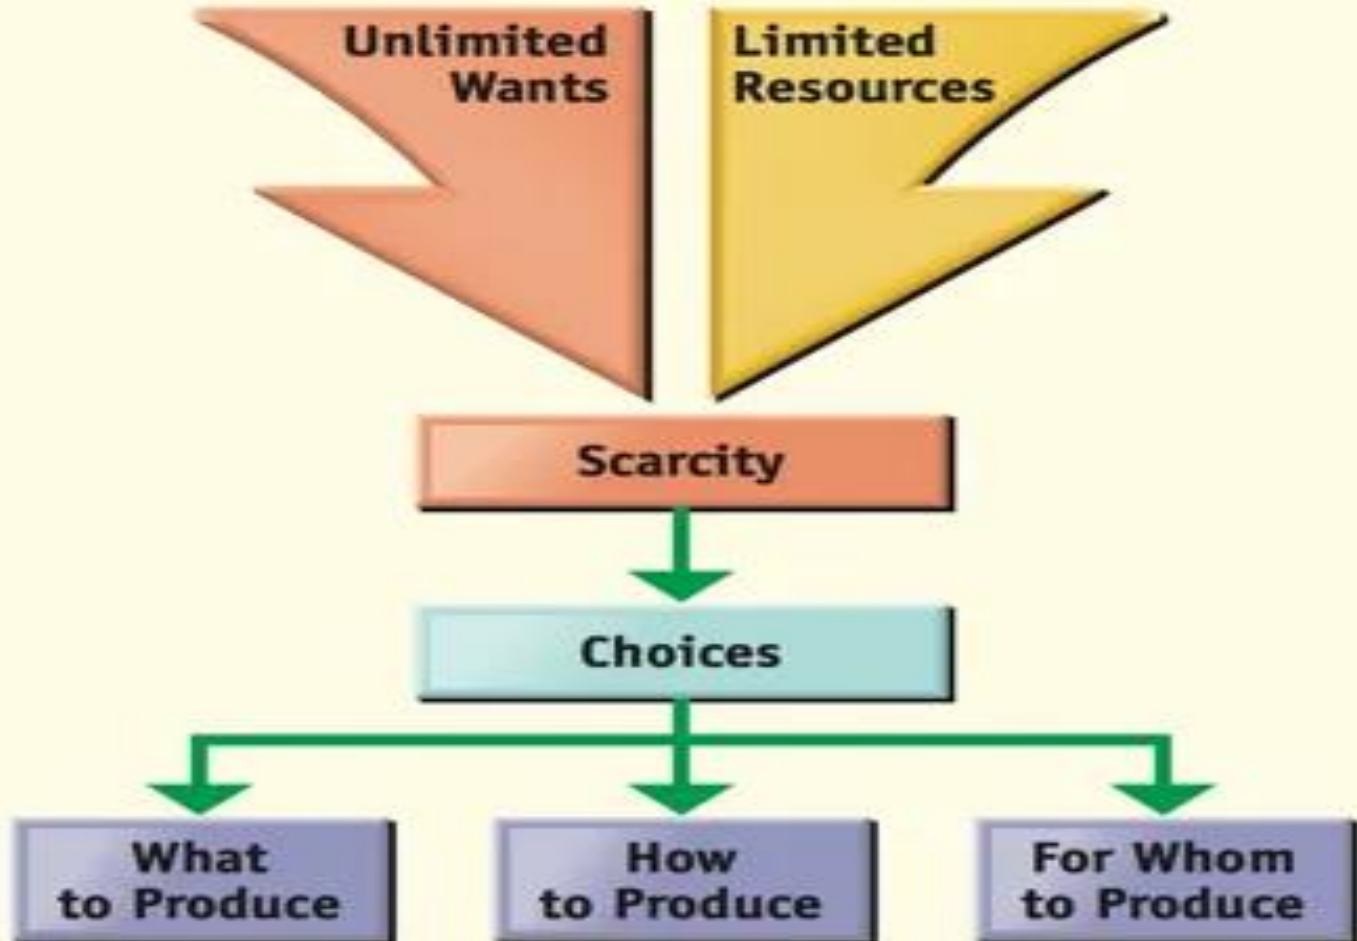 Unlimited
Wants
Limited
Resources
Scarcity
Choices
What
to Produce
How
to Produce
For Whom
to Produce